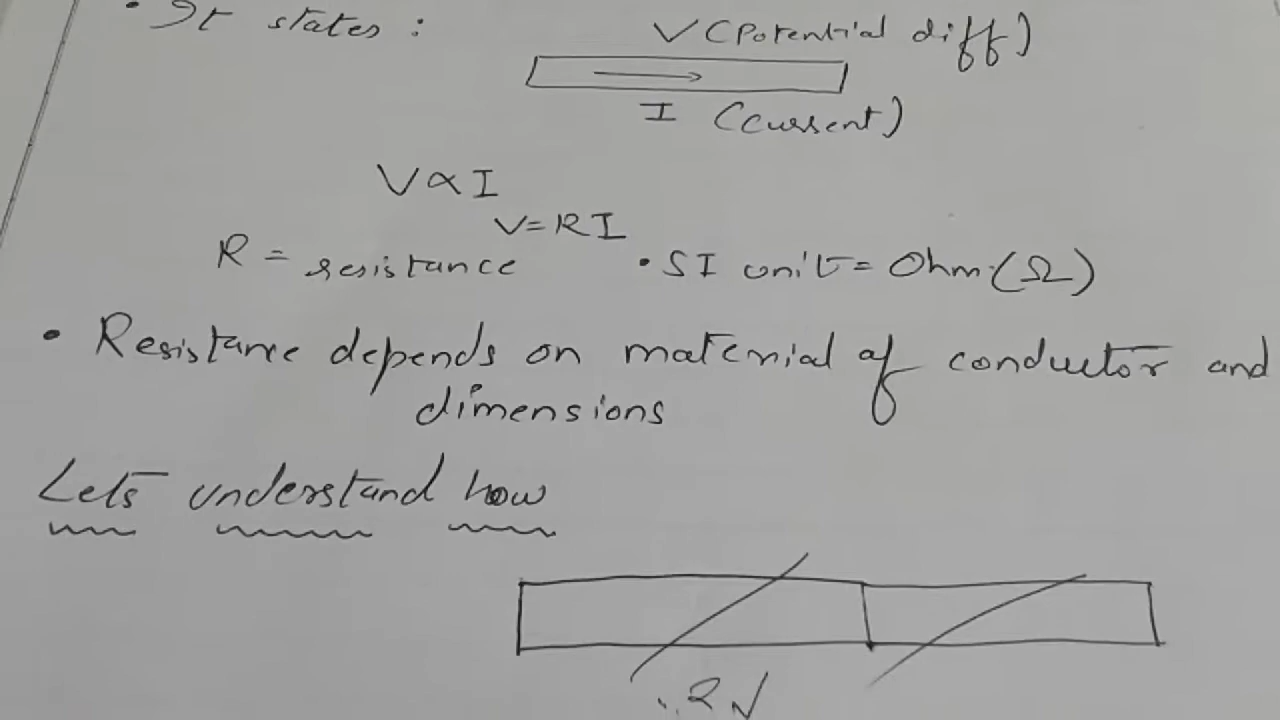 • It states :
V (Potential diff)
I (current)
V ∝ I
V = RI
R = resistance • SI unit = Ohm (Ω)
• Resistance depends on material of conductor and
dimensions
Lets understand how